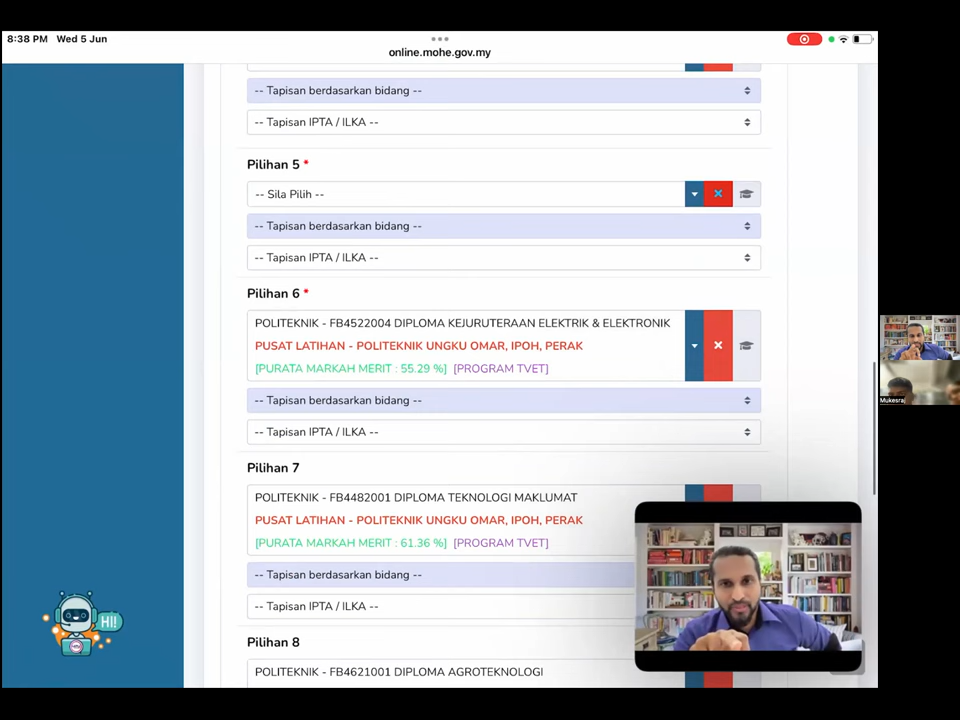 8:38 PM Wed 5 Jun
online.mohe.gov.my
-- Tapisan berdasarkan bidang --
-- Tapisan IPTA / ILKA --
Pilihan 5 *
-- Sila Pilih --
-- Tapisan berdasarkan bidang --
-- Tapisan IPTA / ILKA --
Pilihan 6 *
POLITEKNIK - FB4522004 DIPLOMA KEJURUTERAAN ELEKTRIK & ELEKTRONIK
PUSAT LATIHAN - POLITEKNIK UNGKU OMAR, IPOH, PERAK
[PURATA MARKAH MERIT : 55.29 %] [PROGRAM TVET]
-- Tapisan berdasarkan bidang --
-- Tapisan IPTA / ILKA --
Pilihan 7
POLITEKNIK - FB4482001 DIPLOMA TEKNOLOGI MAKLUMAT
PUSAT LATIHAN - POLITEKNIK UNGKU OMAR, IPOH, PERAK
[PURATA MARKAH MERIT : 61.36 %] [PROGRAM TVET]
-- Tapisan berdasarkan bidang --
-- Tapisan IPTA / ILKA --
Pilihan 8
POLITEKNIK - FB4621001 DIPLOMA AGROTEKNOLOGI
HI!
Mukesraj